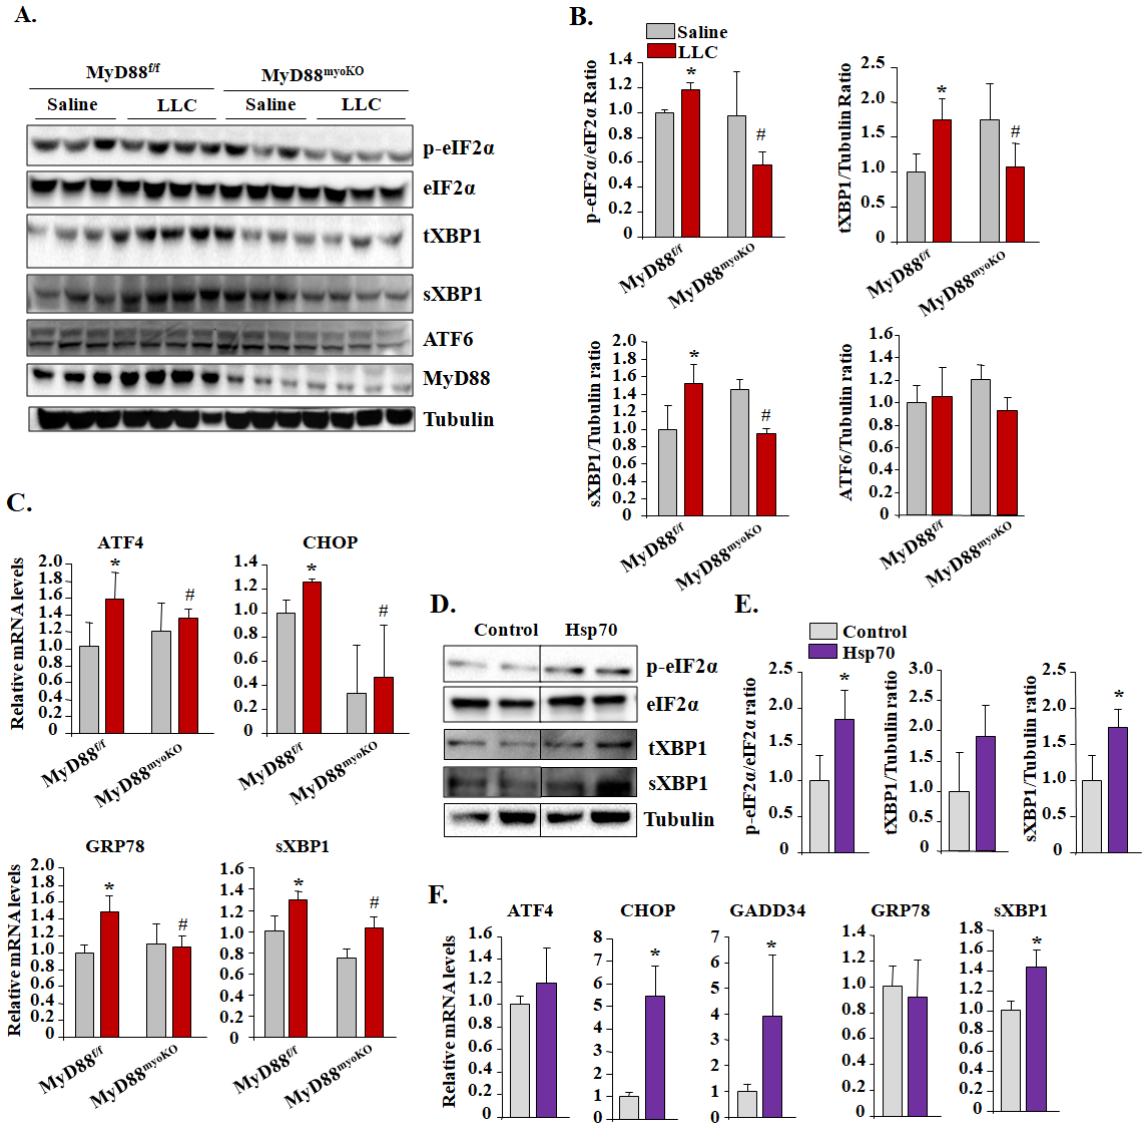 A.
MyD88f/f
MyD88myoKO
Saline
LLC
Saline
LLC
p-eIF2α
eIF2α
tXBP1
sXBP1
ATF6
MyD88
Tubulin
B.
Saline
LLC
p-eIF2α/eIF2α Ratio
1.4
1.2
1.0
0.8
0.6
0.4
0.2
0
*
#
MyD88f/f
MyD88myoKO
tXBP1/Tubulin Ratio
2.5
2.0
1.5
1.0
0.5
0
*
#
MyD88f/f
MyD88myoKO
sXBP1/Tubulin ratio
2.0
1.8
1.6
1.4
1.2
1.0
0.8
0.6
0.4
0.2
0
*
#
MyD88f/f
MyD88myoKO
ATF6/Tubulin ratio
1.6
1.4
1.2
1.0
0.8
0.6
0.4
0.2
0
MyD88f/f
MyD88myoKO
C.
ATF4
Relative mRNA levels
2.0
1.8
1.6
1.4
1.2
1.0
0.8
0.6
0.4
0.2
0
*
#
MyD88f/f
MyD88myoKO
CHOP
1.4
1.2
1.0
0.8
0.6
0.4
0.2
0
*
#
MyD88f/f
MyD88myoKO
GRP78
Relative mRNA levels
2.0
1.8
1.6
1.4
1.2
1.0
0.8
0.6
0.4
0.2
0
*
#
MyD88f/f
MyD88myoKO
sXBP1
1.6
1.4
1.2
1.0
0.8
0.6
0.4
0.2
0
*
#
MyD88f/f
MyD88myoKO
D.
Control
Hsp70
p-eIF2α
eIF2α
tXBP1
sXBP1
Tubulin
E.
Control
Hsp70
p-eIF2α/eIF2α ratio
2.5
2.0
1.5
1.0
0.5
0
*
tXBP1/Tubulin ratio
3.0
2.5
2.0
1.5
1.0
0.5
0
sXBP1/Tubulin ratio
2.5
2.0
1.5
1.0
0.5
0
*
F.
ATF4
Relative mRNA levels
1.6
1.4
1.2
1.0
0.8
0.6
0.4
0.2
0
CHOP
8
7
6
5
4
3
2
1
0
*
GADD34
7
6
5
4
3
2
1
0
*
GRP78
1.4
1.2
1.0
0.8
0.6
0.4
0.2
0
sXBP1
1.8
1.6
1.4
1.2
1.0
0.8
0.6
0.4
0.2
0
*